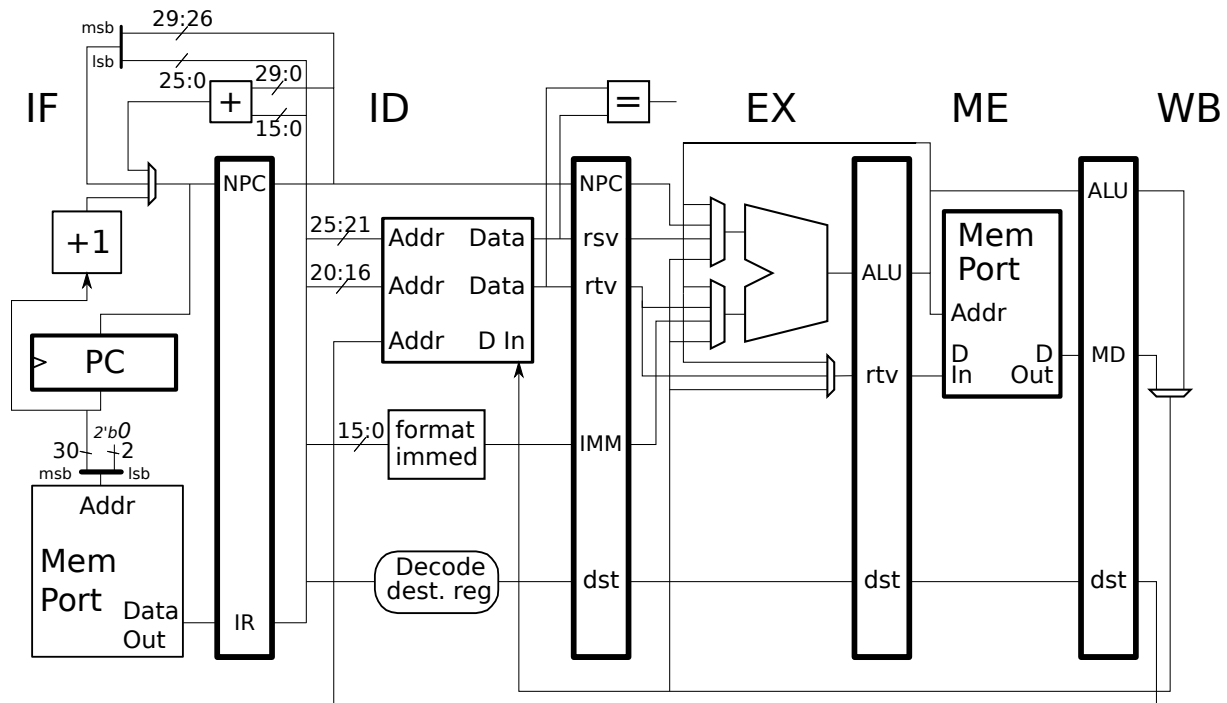 29:26
msb
lsb
25:0
29:0
+
15:0
=
IF
ID
EX
ME
WB
NPC
NPC
ALU
+1
25:21
Addr
Data
rsv
20:16
Addr
Data
rtv
ALU
Mem
Port
Addr
Addr
D In
PC
D
In
D
Out
MD
rtv
2'b0
30
2
msb
lsb
15:0
format
immed
IMM
Addr
Mem
Port
Data
Out
IR
Decode
dest. reg
dst
dst
dst